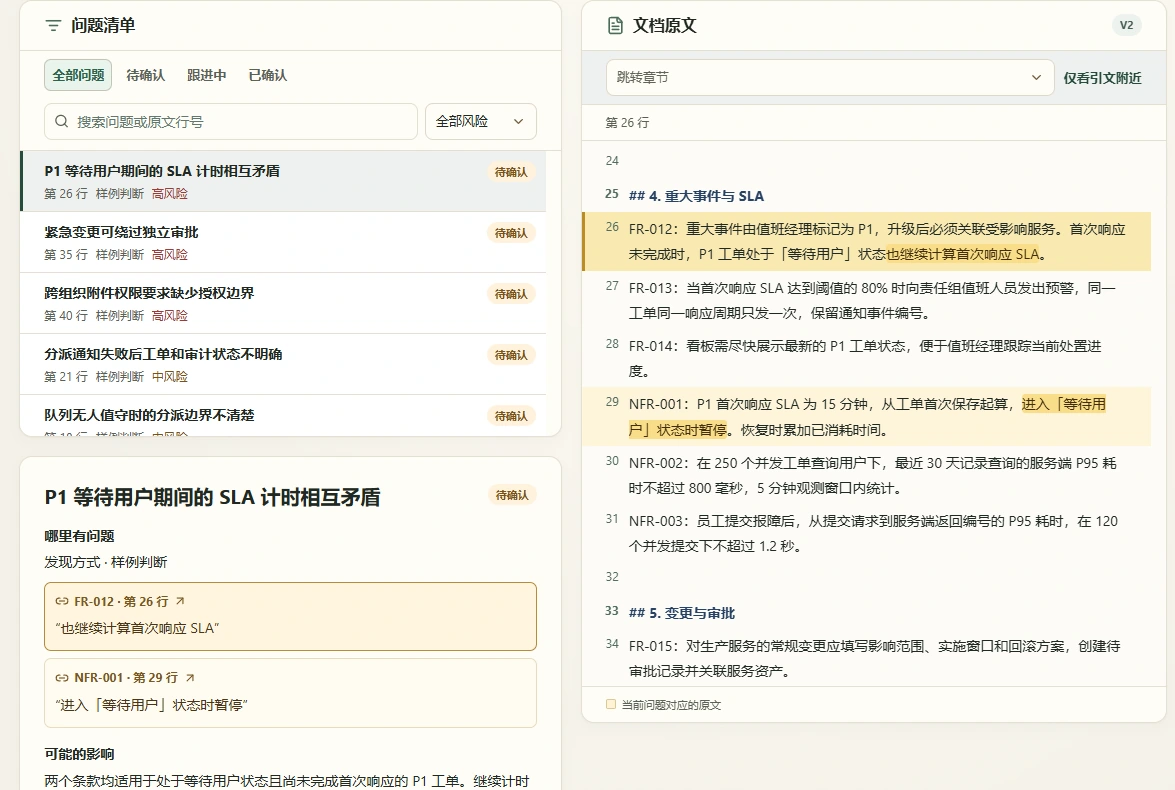 问题清单
全部问题 待确认 跟进中 已确认
搜索问题或原文行号 全部风险
P1 等待用户期间的 SLA 计时相互矛盾 待确认
第 26 行 样例判断 高风险
紧急变更可绕过独立审批 待确认
第 35 行 样例判断 高风险
跨组织附件权限要求缺少授权边界 待确认
第 40 行 样例判断 高风险
分派通知失败后工单和审计状态不明确 待确认
第 21 行 样例判断 中风险
队列无人值守时的分派边界不清楚 待确认
P1 等待用户期间的 SLA 计时相互矛盾 待确认
哪里有问题
发现方式 · 样例判断
FR-012 · 第 26 行
“也继续计算首次响应 SLA”
NFR-001 · 第 29 行
“进入「等待用户」状态时暂停”
可能的影响
两个条款均适用于处于等待用户状态且尚未完成首次响应的 P1 工单。继续计时
文档原文 V2
跳转章节 仅看引文附近
第 26 行
24
25 ## 4. 重大事件与 SLA
26 FR-012：重大事件由值班经理标记为 P1，升级后必须关联受影响服务。首次响应
未完成时，P1 工单处于「等待用户」状态也继续计算首次响应 SLA。
27 FR-013：当首次响应 SLA 达到阈值的 80% 时向责任组值班人员发出预警，同一
工单同一响应周期只发一次，保留通知事件编号。
28 FR-014：看板需尽快展示最新的 P1 工单状态，便于值班经理跟踪当前处置进
度。
29 NFR-001：P1 首次响应 SLA 为 15 分钟，从工单首次保存起算，进入「等待用
户」状态时暂停。恢复时累加已消耗时间。
30 NFR-002：在 250 个并发工单查询用户下，最近 30 天记录查询的服务端 P95 耗
时不超过 800 毫秒，5 分钟观测窗口内统计。
31 NFR-003：员工提交报障后，从提交请求到服务端返回编号的 P95 耗时，在 120
个并发提交下不超过 1.2 秒。
32
33 ## 5. 变更与审批
34 FR-015：对生产服务的常规变更应填写影响范围、实施窗口和回滚方案，创建待
审批记录并关联服务资产。
当前问题对应的原文